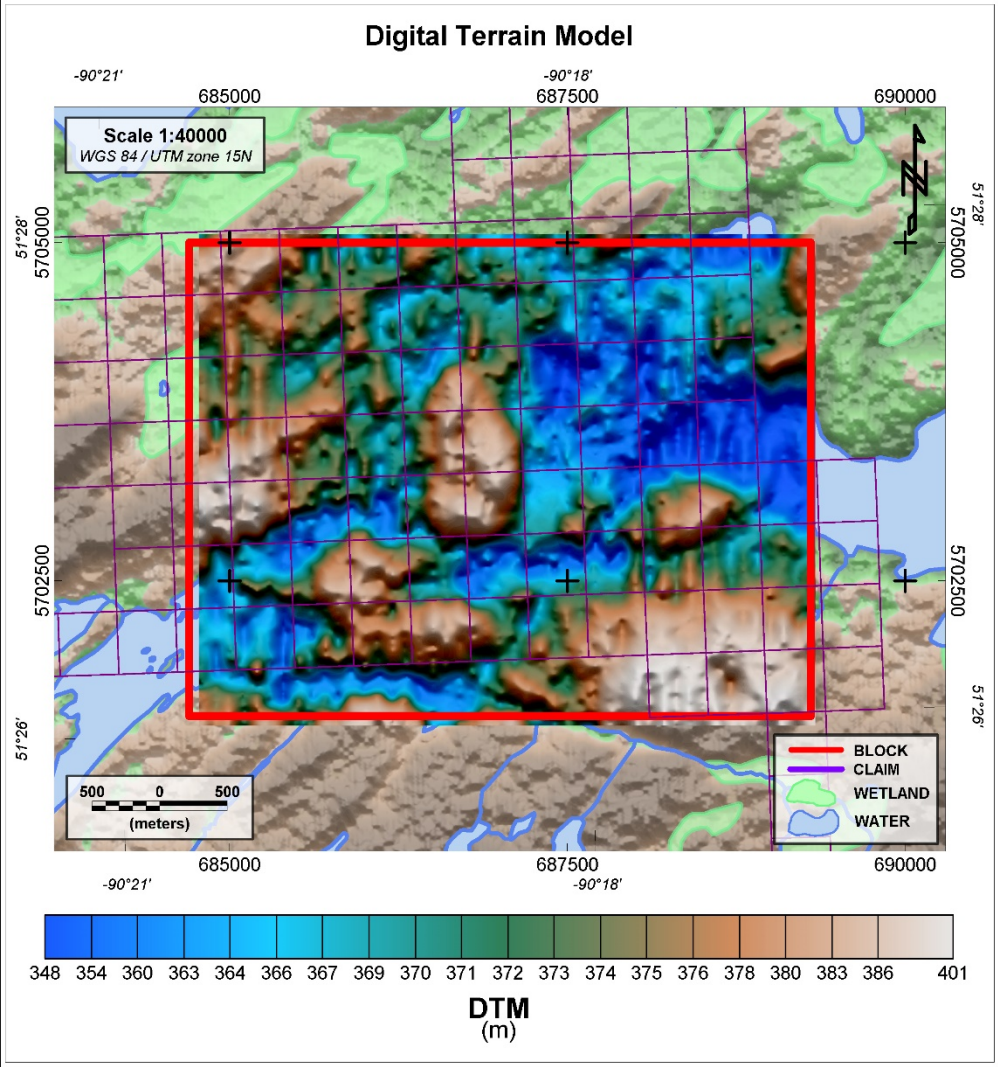 Digital Terrain Model
-90°21'
-90°18'
685000
687500
690000
Scale 1:40000
WGS 84 / UTM zone 15N
51°28'
5705000
51°28'
5705000
5702500
5702500
51°26'
51°26'
BLOCK
CLAIM
WETLAND
WATER
500 0 500
(meters)
685000
687500
690000
-90°21'
-90°18'
348 354 360 363 364 366 367 369 370 371 372 373 374 375 376 378 380 383 386 401
DTM
(m)